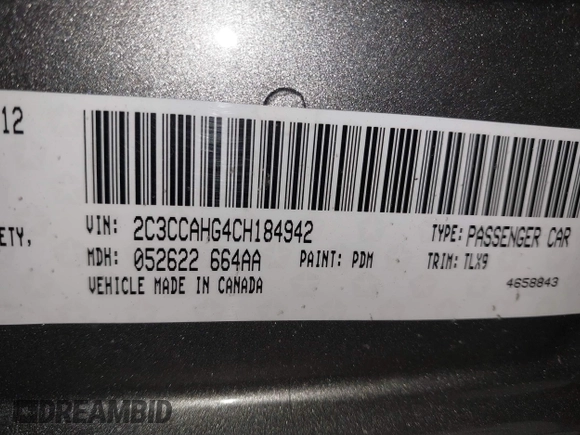 12
ETY,
VIN: 2C3CCAHG4CH184942
TYPE: PASSENGER CAR
MDH: 052622 664AA
PAINT: PDM
TRIM: TLX9
VEHICLE MADE IN CANADA
4658843
DREAMBID